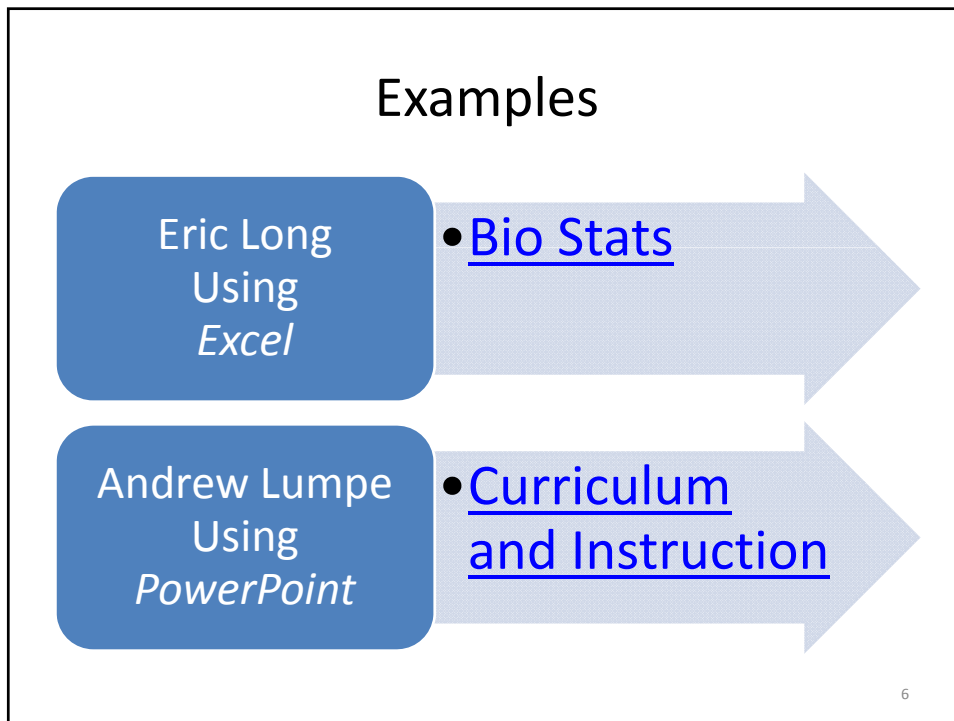 Examples
Eric Long
Using
Excel
•Bio Stats
Andrew Lumpe
Using
PowerPoint
•Curriculum
and Instruction
6